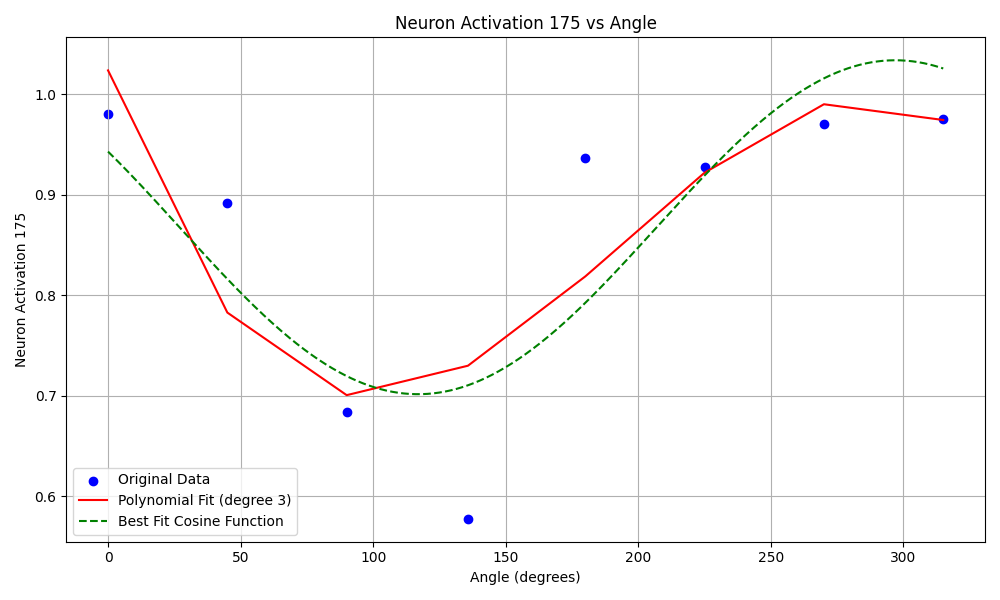 Neuron Activation 175 vs Angle
Neuron Activation 175
1.0
0.9
0.8
0.7
0.6
Original Data
Polynomial Fit (degree 3)
Best Fit Cosine Function
0 50 100 150 200 250 300
Angle (degrees)